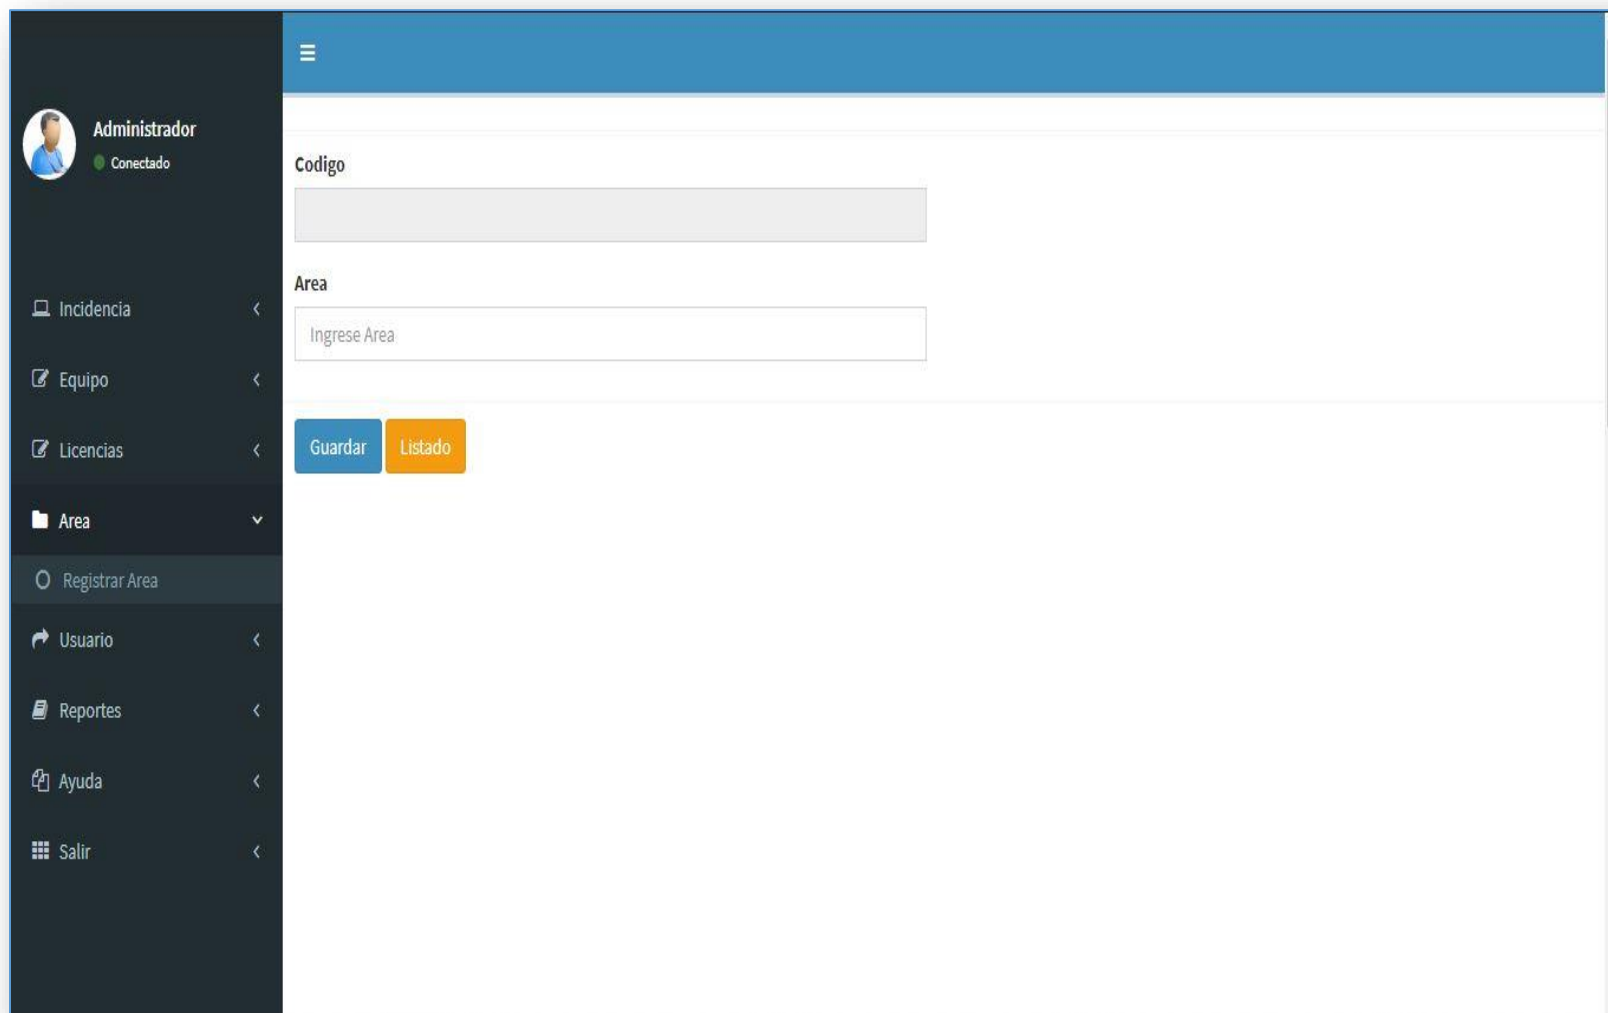 Administrador
Conectado
Incidencia
Equipo
Licencias
Area
Registrar Area
Usuario
Reportes
Ayuda
Salir
Codigo
Area
Ingrese Area
Guardar Listado